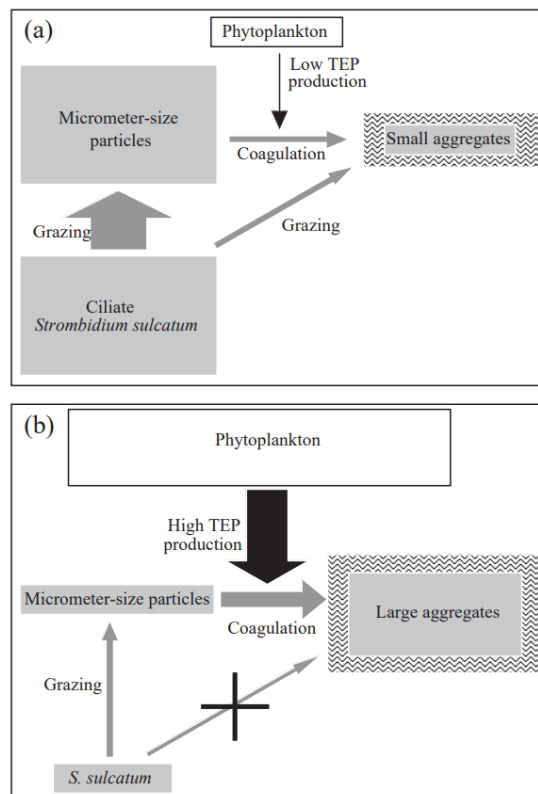 (a)
Phytoplankton
Low TEP
production
Micrometer-size
particles
Coagulation
Small aggregates
Grazing
Grazing
Ciliate
Strombidium sulcatum
(b)
Phytoplankton
High TEP
production
Micrometer-size particles
Coagulation
Large aggregates
Grazing
S. sulcatum